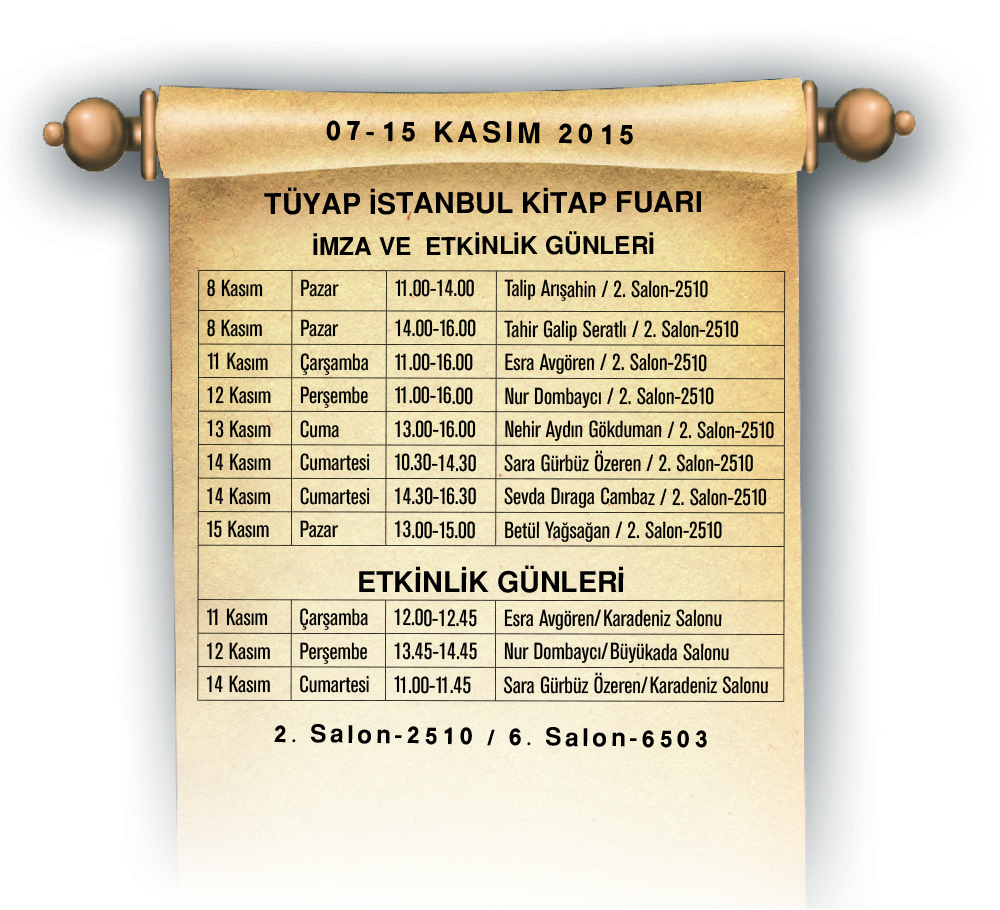 07-15 KASIM 2015
TÜYAP İSTANBUL KİTAP FUARI
İMZA VE ETKİNLİK GÜNLERİ
8 Kasım Pazar 11.00-14.00 Talip Arışahin / 2. Salon-2510
8 Kasım Pazar 14.00-16.00 Tahir Galip Seratlı / 2. Salon-2510
11 Kasım Çarşamba 11.00-16.00 Esra Avgören / 2. Salon-2510
12 Kasım Perşembe 11.00-16.00 Nur Dombaycı / 2. Salon-2510
13 Kasım Cuma 13.00-16.00 Nehir Aydın Gökduman / 2. Salon-2510
14 Kasım Cumartesi 10.30-14.30 Sara Gürbüz Özeren / 2. Salon-2510
14 Kasım Cumartesi 14.30-16.30 Sevda Dıraga Cambaz / 2. Salon-2510
15 Kasım Pazar 13.00-15.00 Betül Yağsağan / 2. Salon-2510
ETKİNLİK GÜNLERİ
11 Kasım Çarşamba 12.00-12.45 Esra Avgören/Karadeniz Salonu
12 Kasım Perşembe 13.45-14.45 Nur Dombaycı/Büyükada Salonu
14 Kasım Cumartesi 11.00-11.45 Sara Gürbüz Özeren/Karadeniz Salonu
2. Salon-2510 / 6. Salon-6503